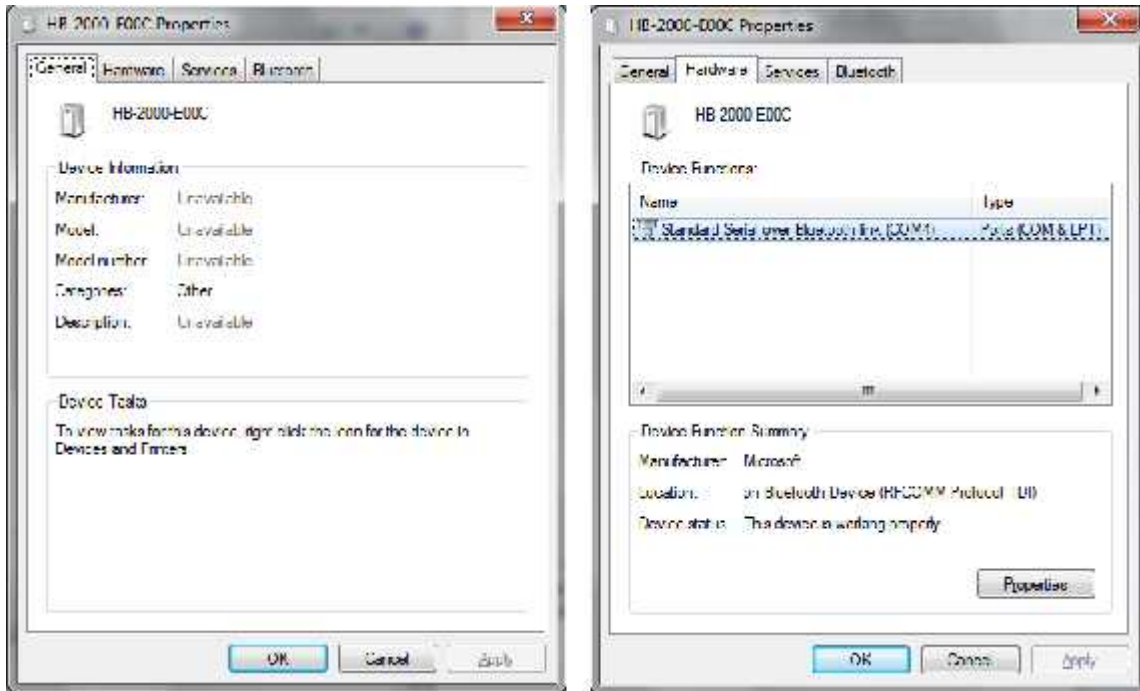 HB-2000-E00C Properties
General Hardware Services Bluetooth
HB-2000-E00C
Device Information
Manufacturer: Unavailable
Model: Unavailable
Model number: Unavailable
Categories: Other
Description: Unavailable
Device Tasks
To view tasks for this device, right-click the icon for the device in
Devices and Printers
OK Cancel Apply
HB-2000-E00C Properties
General Hardware Services Bluetooth
HB-2000-E00C
Device Functions:
Name Type
Standard Serial over Bluetooth link (COM4) Ports (COM & LPT)
Device Function Summary
Manufacturer: Microsoft
Location: on Bluetooth Device (RFCOMM Protocol TDI)
Device status: This device is working properly.
Properties
OK Cancel Apply